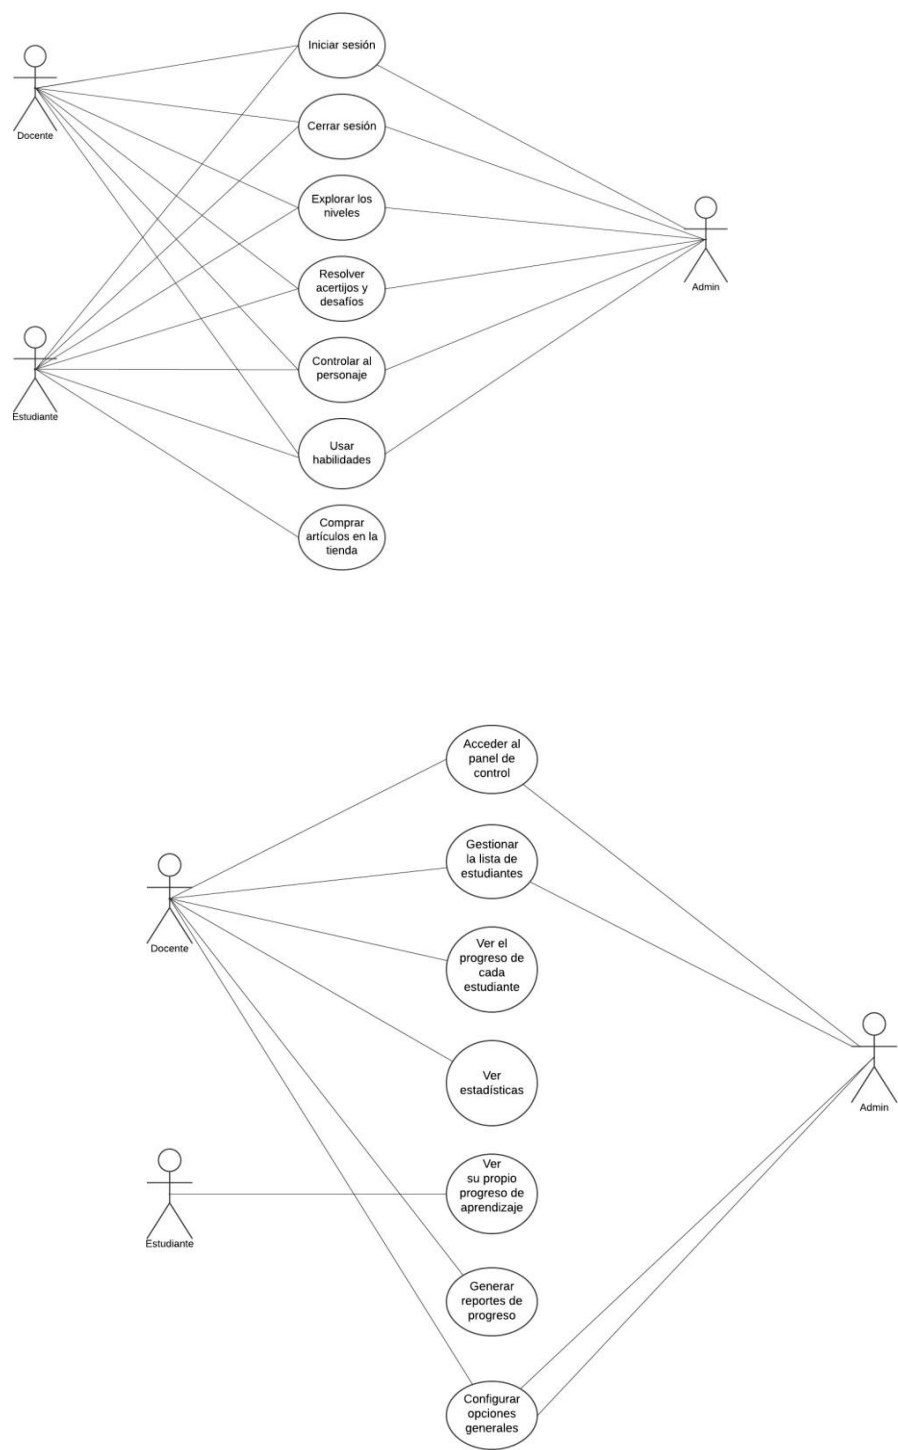 Iniciar sesión
Docente
Cerrar sesión
Explorar los
niveles
Resolver
acertijos y
desafíos
Admin
Controlar al
personaje
Estudiante
Usar
habilidades
Comprar
artículos en la
tienda
Acceder al
panel de
control
Gestionar
la lista de
estudiantes
Docente
Ver el
progreso de
cada
estudiante
Ver
estadísticas
Admin
Ver
su propio
progreso de
aprendizaje
Estudiante
Generar
reportes de
progreso
Configurar
opciones
generales